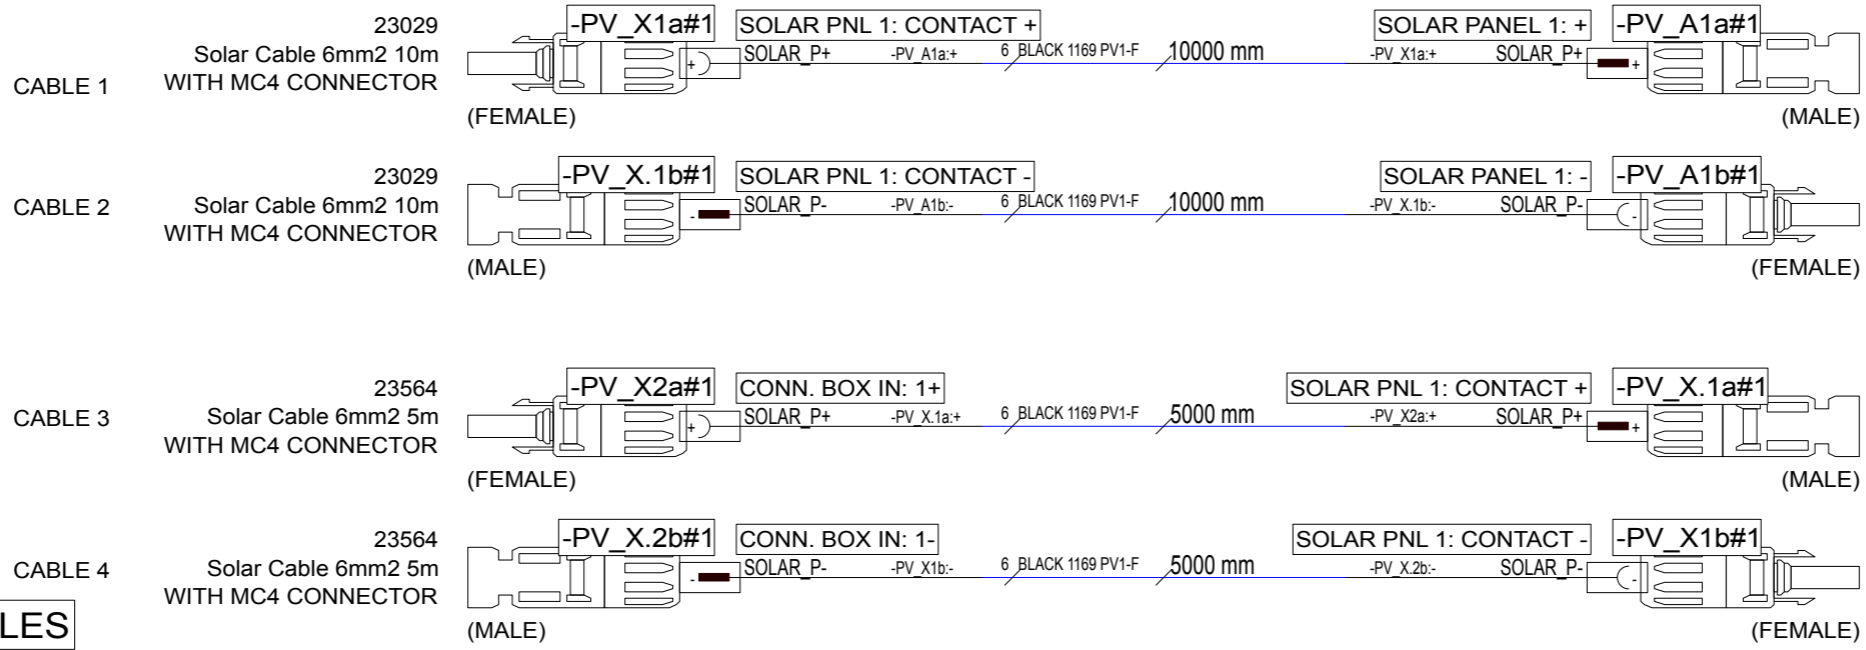 23029
Solar Cable 6mm2 10m
WITH MC4 CONNECTOR
CABLE 1
-PV_X1a#1
SOLAR PNL 1: CONTACT +
SOLAR PANEL 1: +
-PV_A1a#1
+ SOLAR_P+ -PV_A1a:+ 6 BLACK 1169 PV1-F 10000 mm -PV_X1a:+ SOLAR_P+ +
(FEMALE)
(MALE)
23029
Solar Cable 6mm2 10m
WITH MC4 CONNECTOR
CABLE 2
-PV_X.1b#1
SOLAR PNL 1: CONTACT -
SOLAR PANEL 1: -
-PV_A1b#1
- SOLAR_P- -PV_A1b:- 6 BLACK 1169 PV1-F 10000 mm -PV_X.1b:- SOLAR_P- -
(MALE)
(FEMALE)
23564
Solar Cable 6mm2 5m
WITH MC4 CONNECTOR
CABLE 3
-PV_X2a#1
CONN. BOX IN: 1+
SOLAR PNL 1: CONTACT +
-PV_X.1a#1
+ SOLAR_P+ -PV_X.1a:+ 6 BLACK 1169 PV1-F 5000 mm -PV_X2a:+ SOLAR_P+ +
(FEMALE)
(MALE)
23564
Solar Cable 6mm2 5m
WITH MC4 CONNECTOR
CABLE 4
-PV_X.2b#1
CONN. BOX IN: 1-
SOLAR PNL 1: CONTACT -
-PV_X1b#1
- SOLAR_P- -PV_X1b:- 6 BLACK 1169 PV1-F 5000 mm -PV_X.2b:- SOLAR_P- -
(MALE)
(FEMALE)
LES